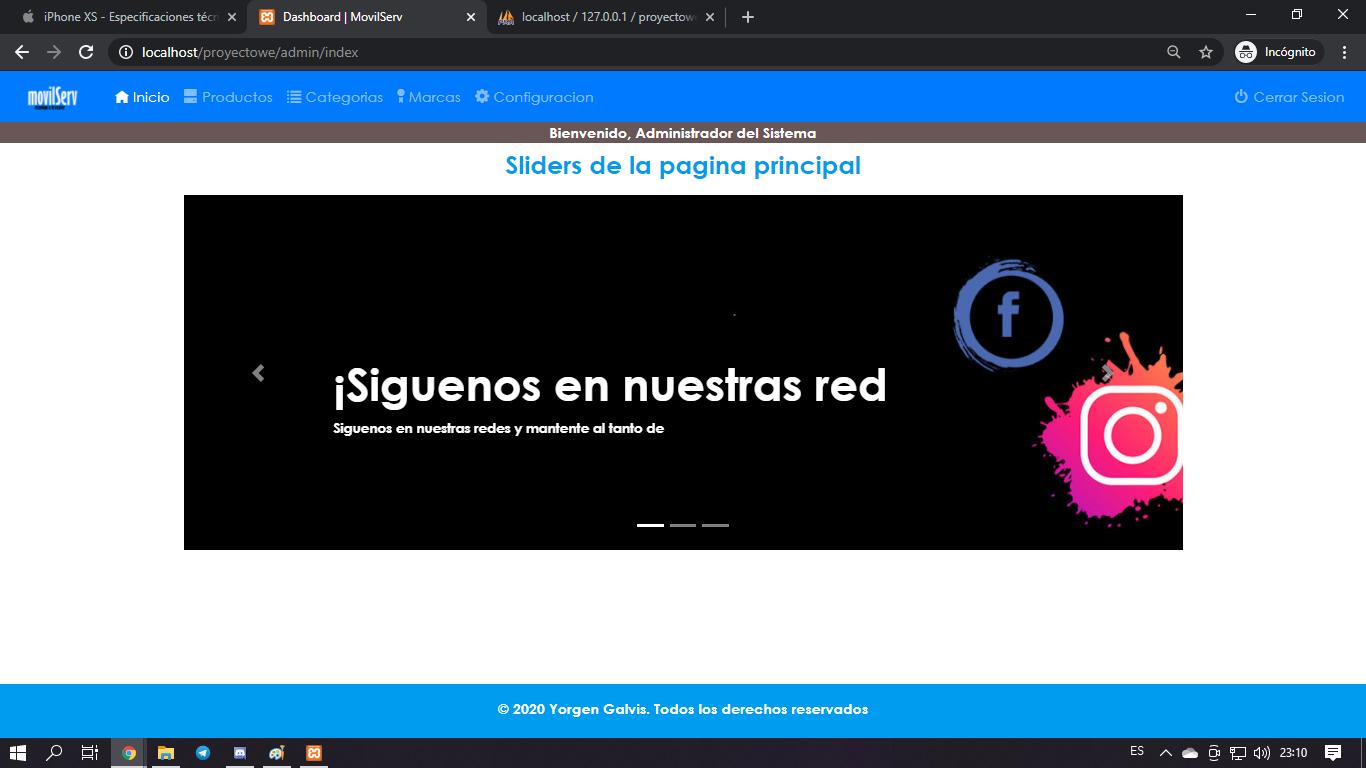 iPhone XS - Especificaciones técn
Dashboard | MovilServ
localhost / 127.0.0.1 / proyectowe
localhost/proyectowe/admin/index
Incógnito
movilServ
Inicio
Productos
Categorias
Marcas
Configuracion
Cerrar Sesion
Bienvenido, Administrador del Sistema
Sliders de la pagina principal
f
¡Siguenos en nuestras red
Siguenos en nuestras redes y mantente al tanto de
© 2020 Yorgen Galvis. Todos los derechos reservados
ES
23:10